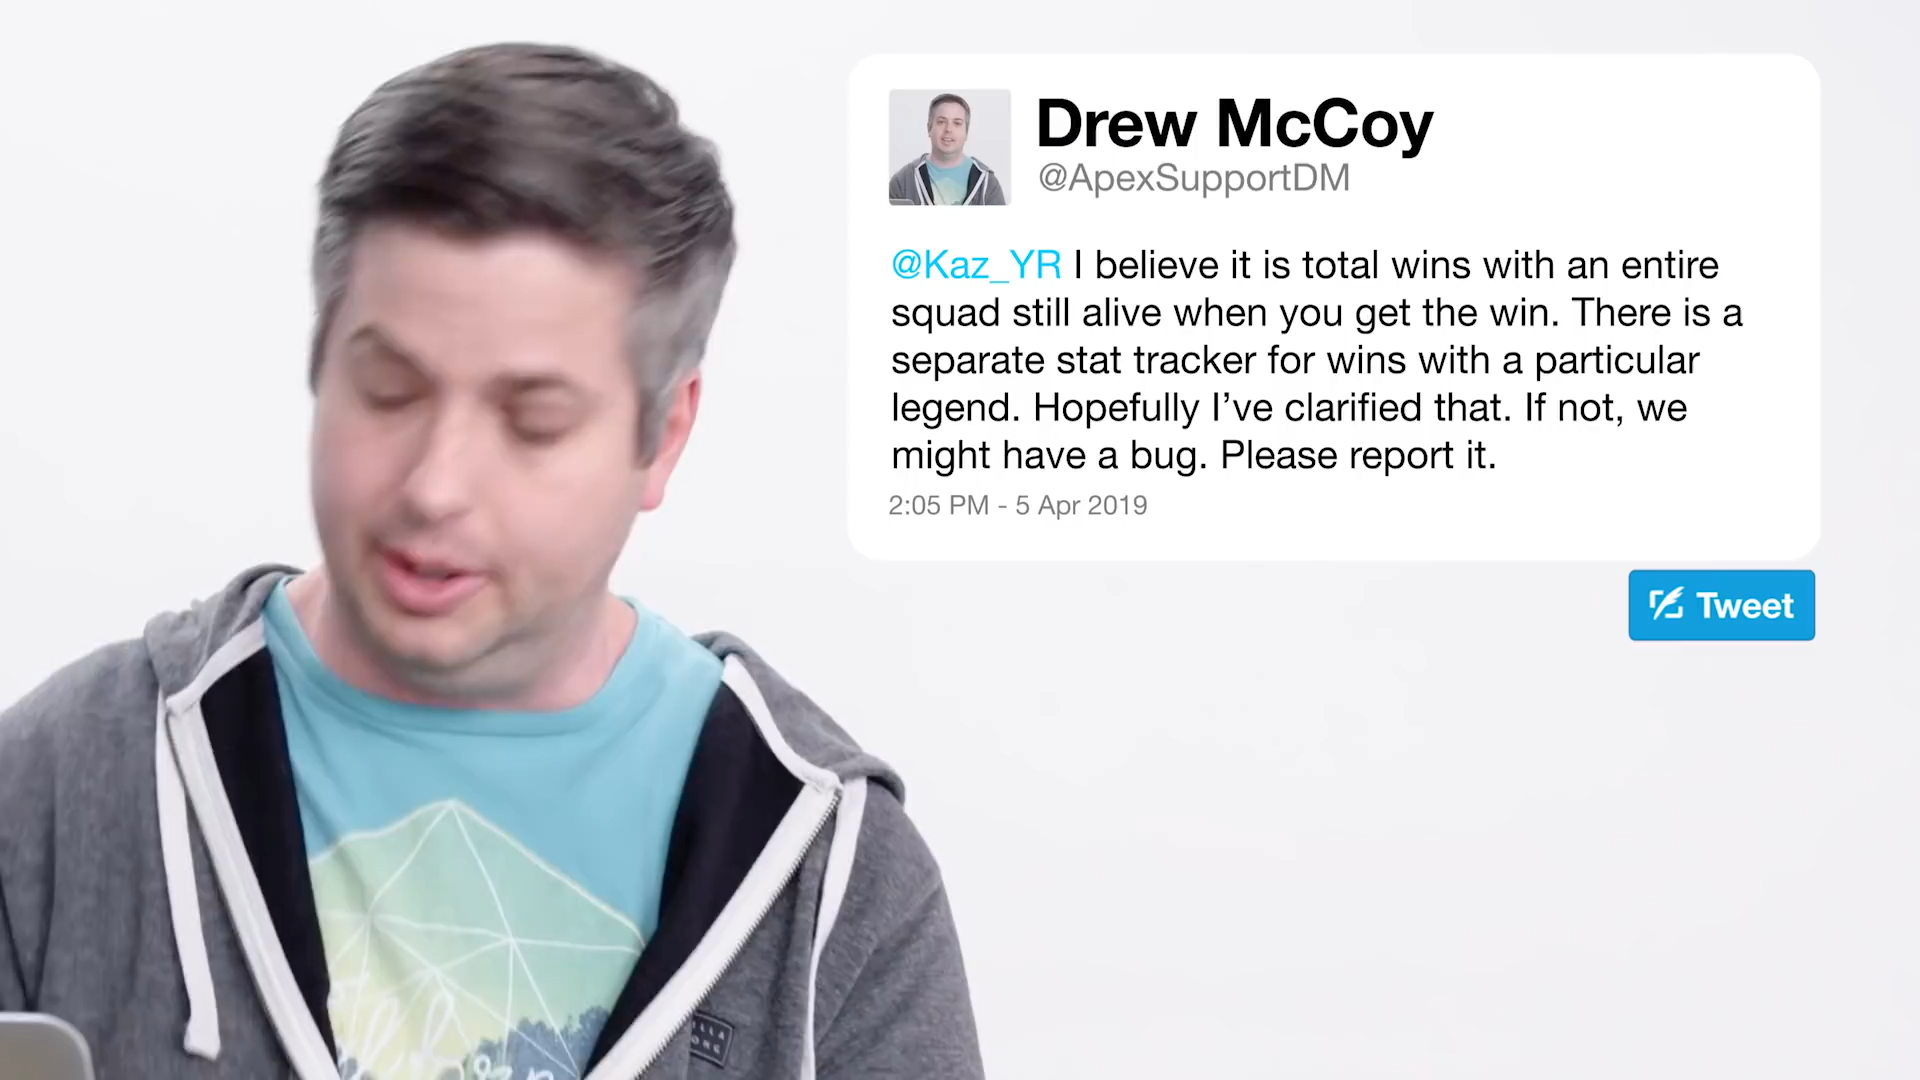 Drew McCoy
@ApexSupportDM
@Kaz_YR I believe it is total wins with an entire
squad still alive when you get the win. There is a
separate stat tracker for wins with a particular
legend. Hopefully I’ve clarified that. If not, we
might have a bug. Please report it.
2:05 PM - 5 Apr 2019
Tweet